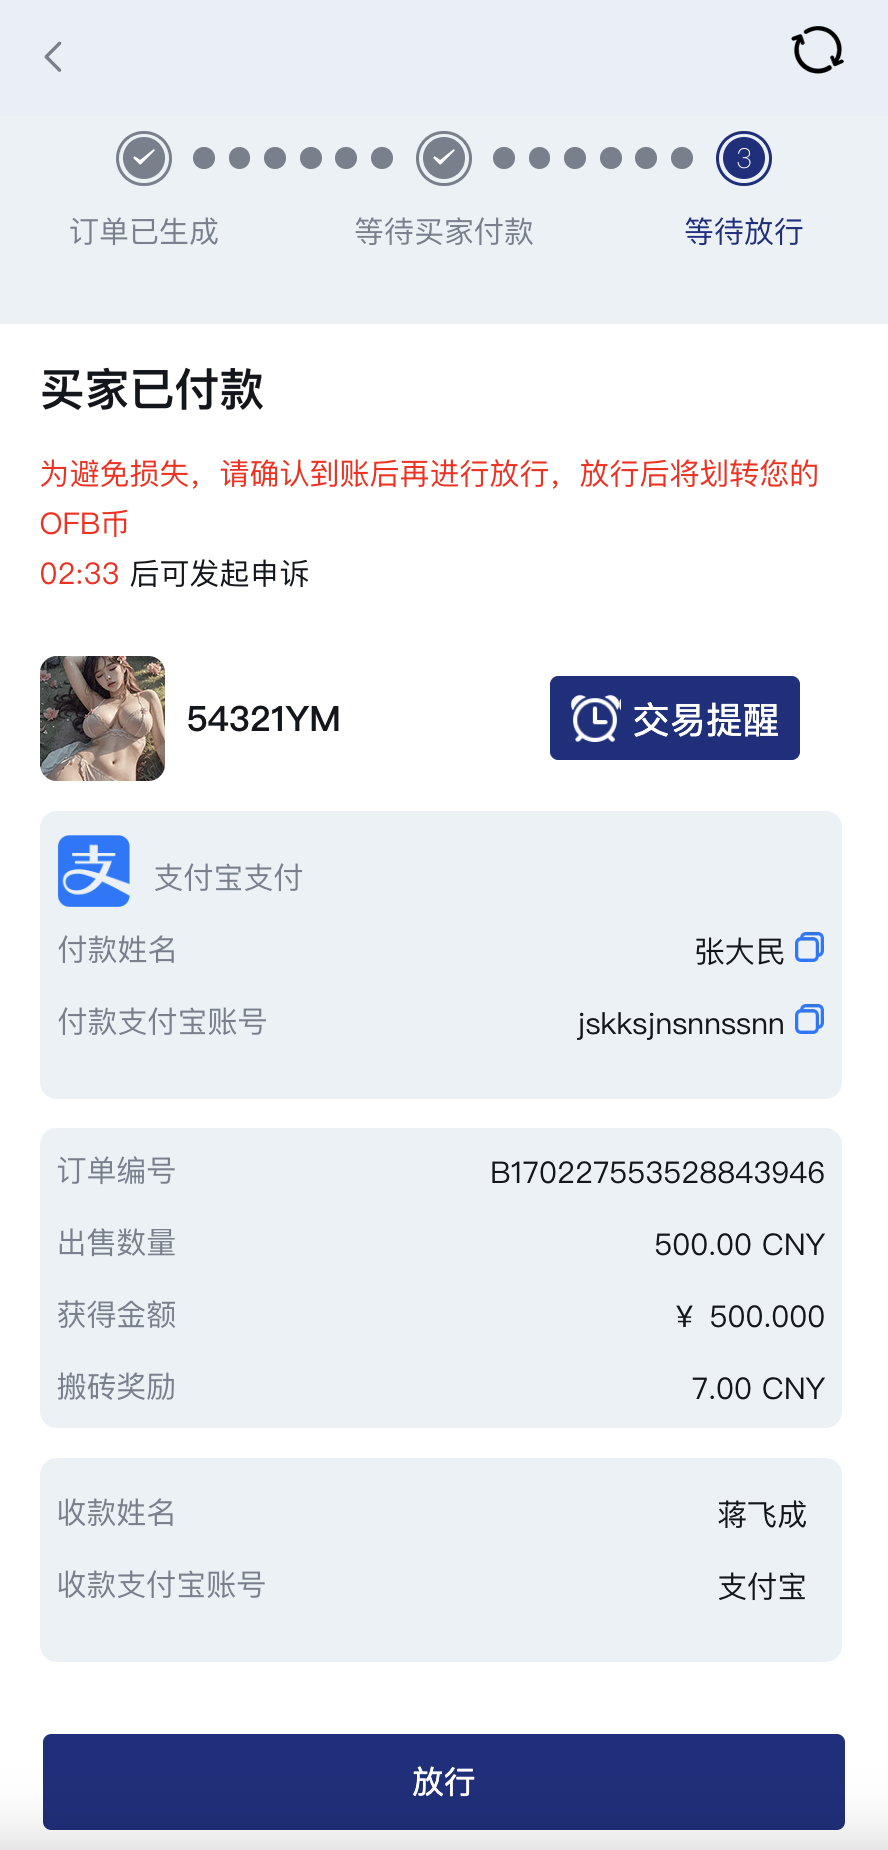 3
订单已生成
等待买家付款
等待放行
买家已付款
为避免损失，请确认到账后再进行放行，放行后将划转您的
OFB币
02:33 后可发起申诉
54321YM
交易提醒
支 支付宝支付
付款姓名 张大民
付款支付宝账号 jskksjnsnnssnn
订单编号 B170227553528843946
出售数量 500.00 CNY
获得金额 ¥ 500.000
搬砖奖励 7.00 CNY
收款姓名 蒋飞成
收款支付宝账号 支付宝
放行